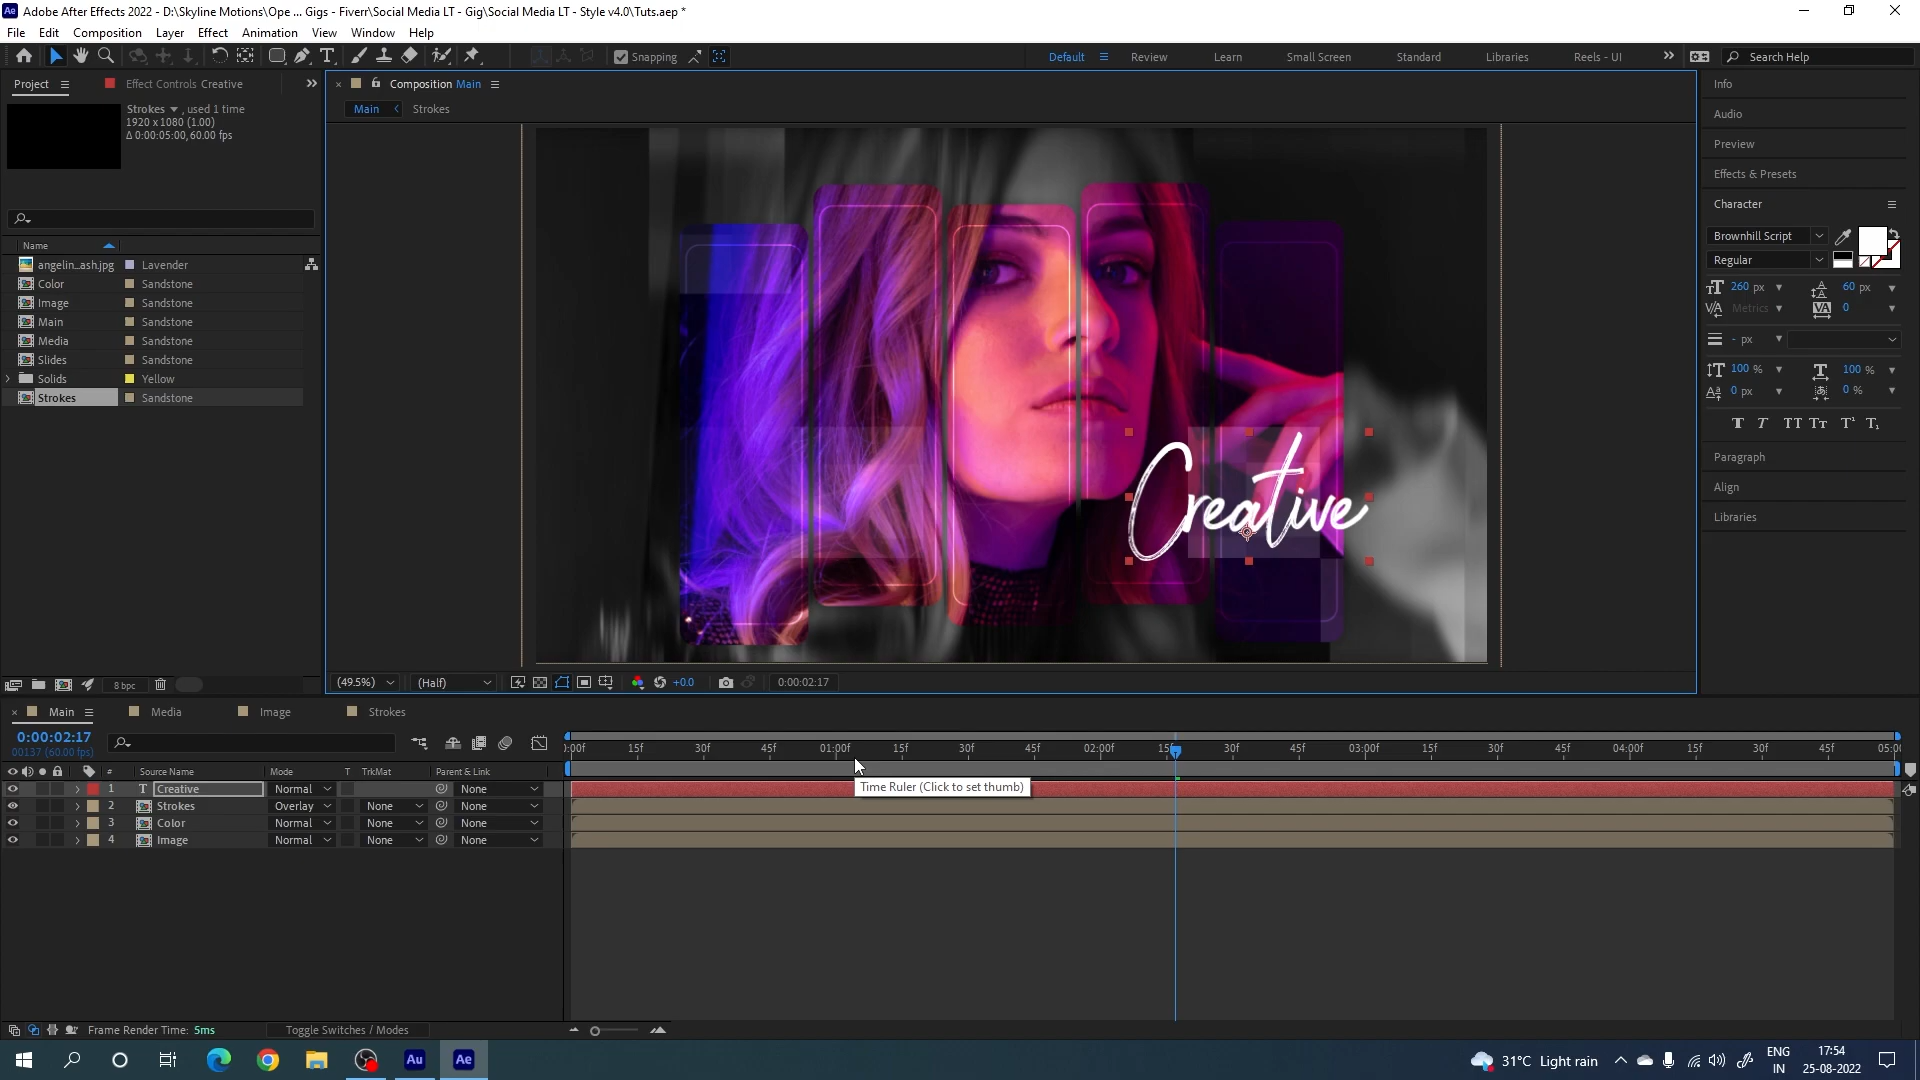 Adobe After Effects 2022 - D:\Skyline Motions\Ope ... Gigs - Fiverr\Social Media LT - Gig\Social Media LT - Style v4.0\Tuts.aep *
File Edit Composition Layer Effect Animation View Window Help
Snapping Default Review Learn Small Screen Standard Libraries Reels - UI Search Help
Project Effect Controls Creative
Strokes , used 1 time
1920 x 1080 (1.00)
Δ 0:00:05:00, 60.00 fps
Name
angelin_ash.jpg Lavender
Color Sandstone
Image Sandstone
Main Sandstone
Media Sandstone
Slides Sandstone
Solids Yellow
Strokes Sandstone
8 bpc
Composition Main
Main Strokes
Creative
(49.5%) (Half) +0.0 0:00:02:17
Info
Audio
Preview
Effects & Presets
Character
Brownhill Script
Regular
260 px 60 px
Metrics 0
- px
100 % 100 %
0 px 0 %
T T TT Tт T¹ T₁
Paragraph
Align
Libraries
Main Media Image Strokes
0:00:02:17
00137 (60.00 fps)
:00f 15f 30f 45f 01:00f 15f 30f 45f 02:00f 15f 30f 45f 03:00f 15f 30f 45f 04:00f 15f 30f 45f 05:0
# Source Name Mode T TrkMat Parent & Link
1 T Creative Normal None
2 Strokes Overlay None None
3 Color Normal None None
4 Image Normal None None
Time Ruler (Click to set thumb)
Frame Render Time: 5ms Toggle Switches / Modes
Au Ae 31°C Light rain ENG IN 17:54 25-08-2022